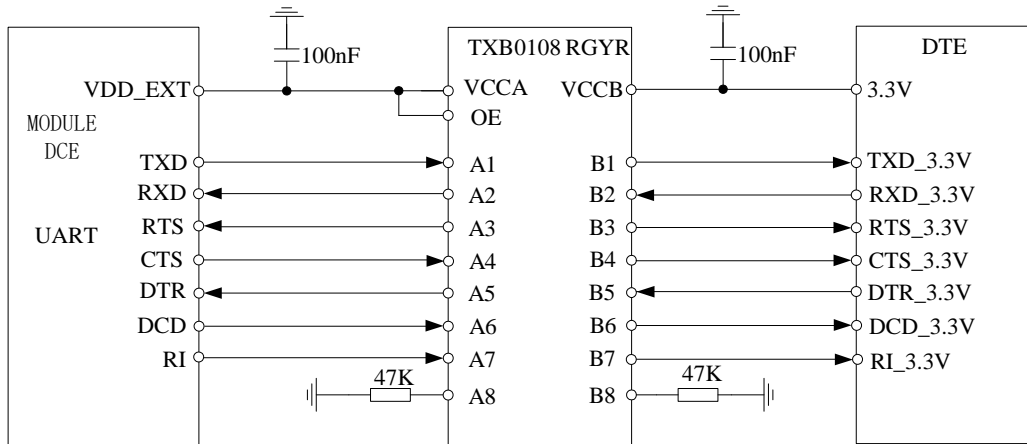 TXB0108 RGYR
DTE
100nF
100nF
VDD_EXT
VCCA
VCCB
3.3V
OE
MODULE
DCE
TXD
A1
B1
TXD_3.3V
RXD
A2
B2
RXD_3.3V
UART
RTS
A3
B3
RTS_3.3V
CTS
A4
B4
CTS_3.3V
DTR
A5
B5
DTR_3.3V
DCD
A6
B6
DCD_3.3V
RI
A7
B7
RI_3.3V
47K
A8
B8
47K